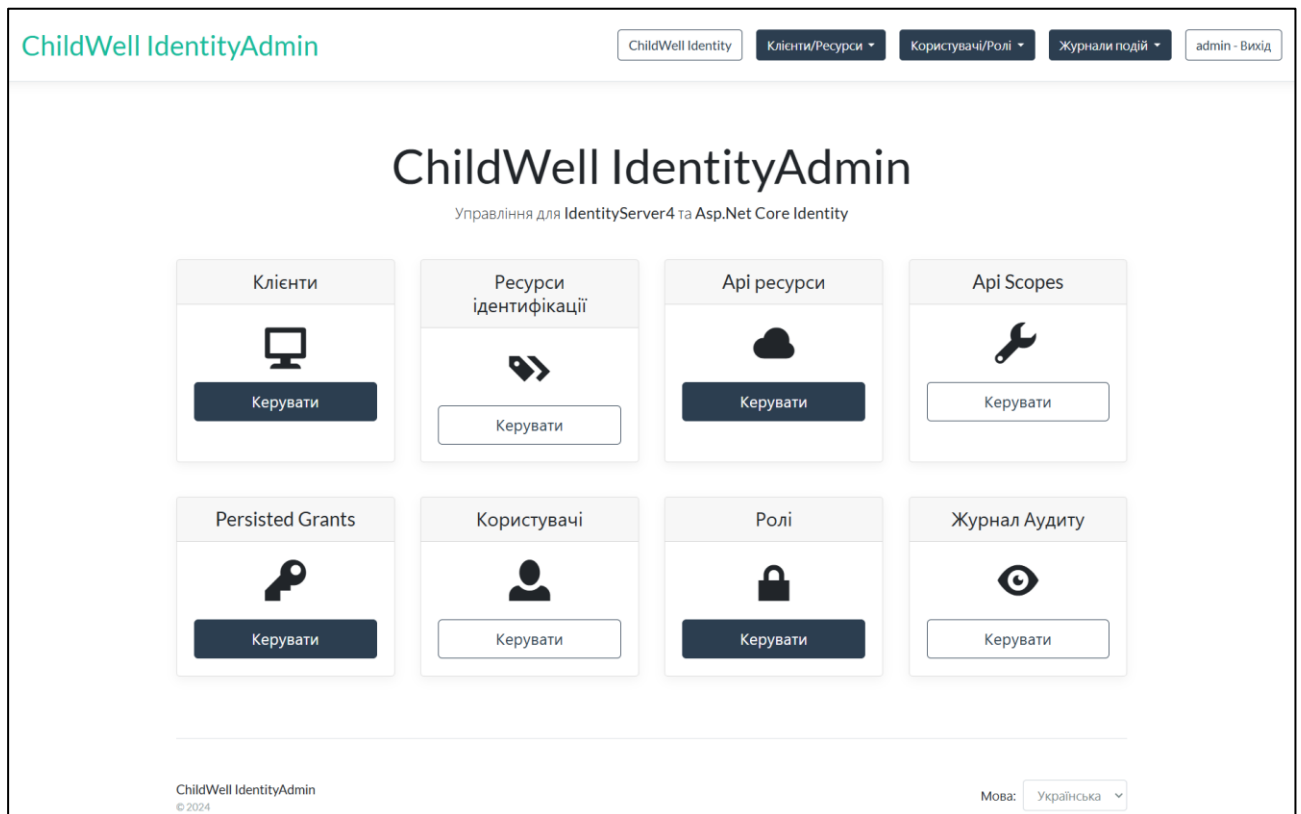 ChildWell IdentityAdmin
ChildWell Identity
Клієнти/Ресурси
Користувачі/Ролі
Журнали подій
admin - Вихід
ChildWell IdentityAdmin
Управління для IdentityServer4 та Asp.Net Core Identity
Клієнти
Керувати
Ресурси
ідентифікації
Керувати
Api ресурси
Керувати
Api Scopes
Керувати
Persisted Grants
Керувати
Користувачі
Керувати
Ролі
Керувати
Журнал Аудиту
Керувати
ChildWell IdentityAdmin
© 2024
Мова: Українська